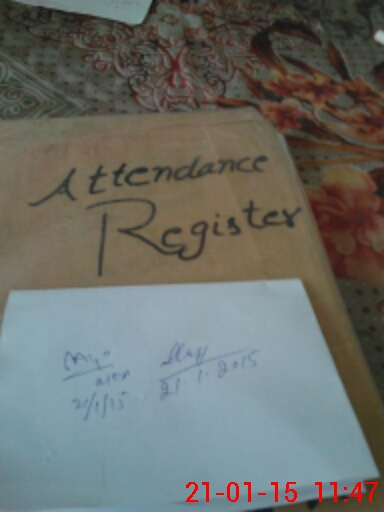 Attendance
Register
21/1/15
21.1.2015
21-01-15 11:47